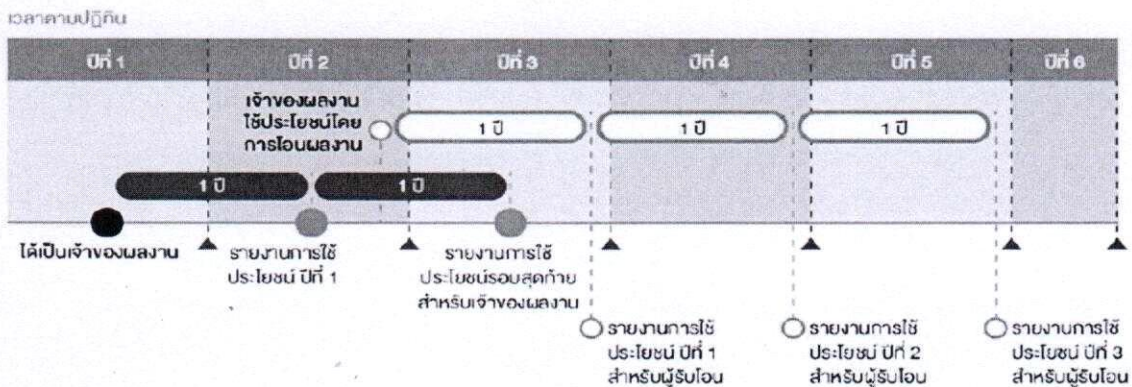 เวลาตามปฏิทิน
ปีที่ 1 ปีที่ 2 ปีที่ 3 ปีที่ 4 ปีที่ 5 ปีที่ 6
เจ้าของผลงาน
ใช้ประโยชน์โดย
การโอนผลงาน
1 ปี 1 ปี 1 ปี
1 ปี 1 ปี
ได้เป็นเจ้าของผลงาน
รายงานการใช้
ประโยชน์ ปีที่ 1
รายงานการใช้
ประโยชน์รอบสุดท้าย
สำหรับเจ้าของผลงาน
รายงานการใช้
ประโยชน์ ปีที่ 1
สำหรับผู้รับโอน
รายงานการใช้
ประโยชน์ ปีที่ 2
สำหรับผู้รับโอน
รายงานการใช้
ประโยชน์ ปีที่ 3
สำหรับผู้รับโอน